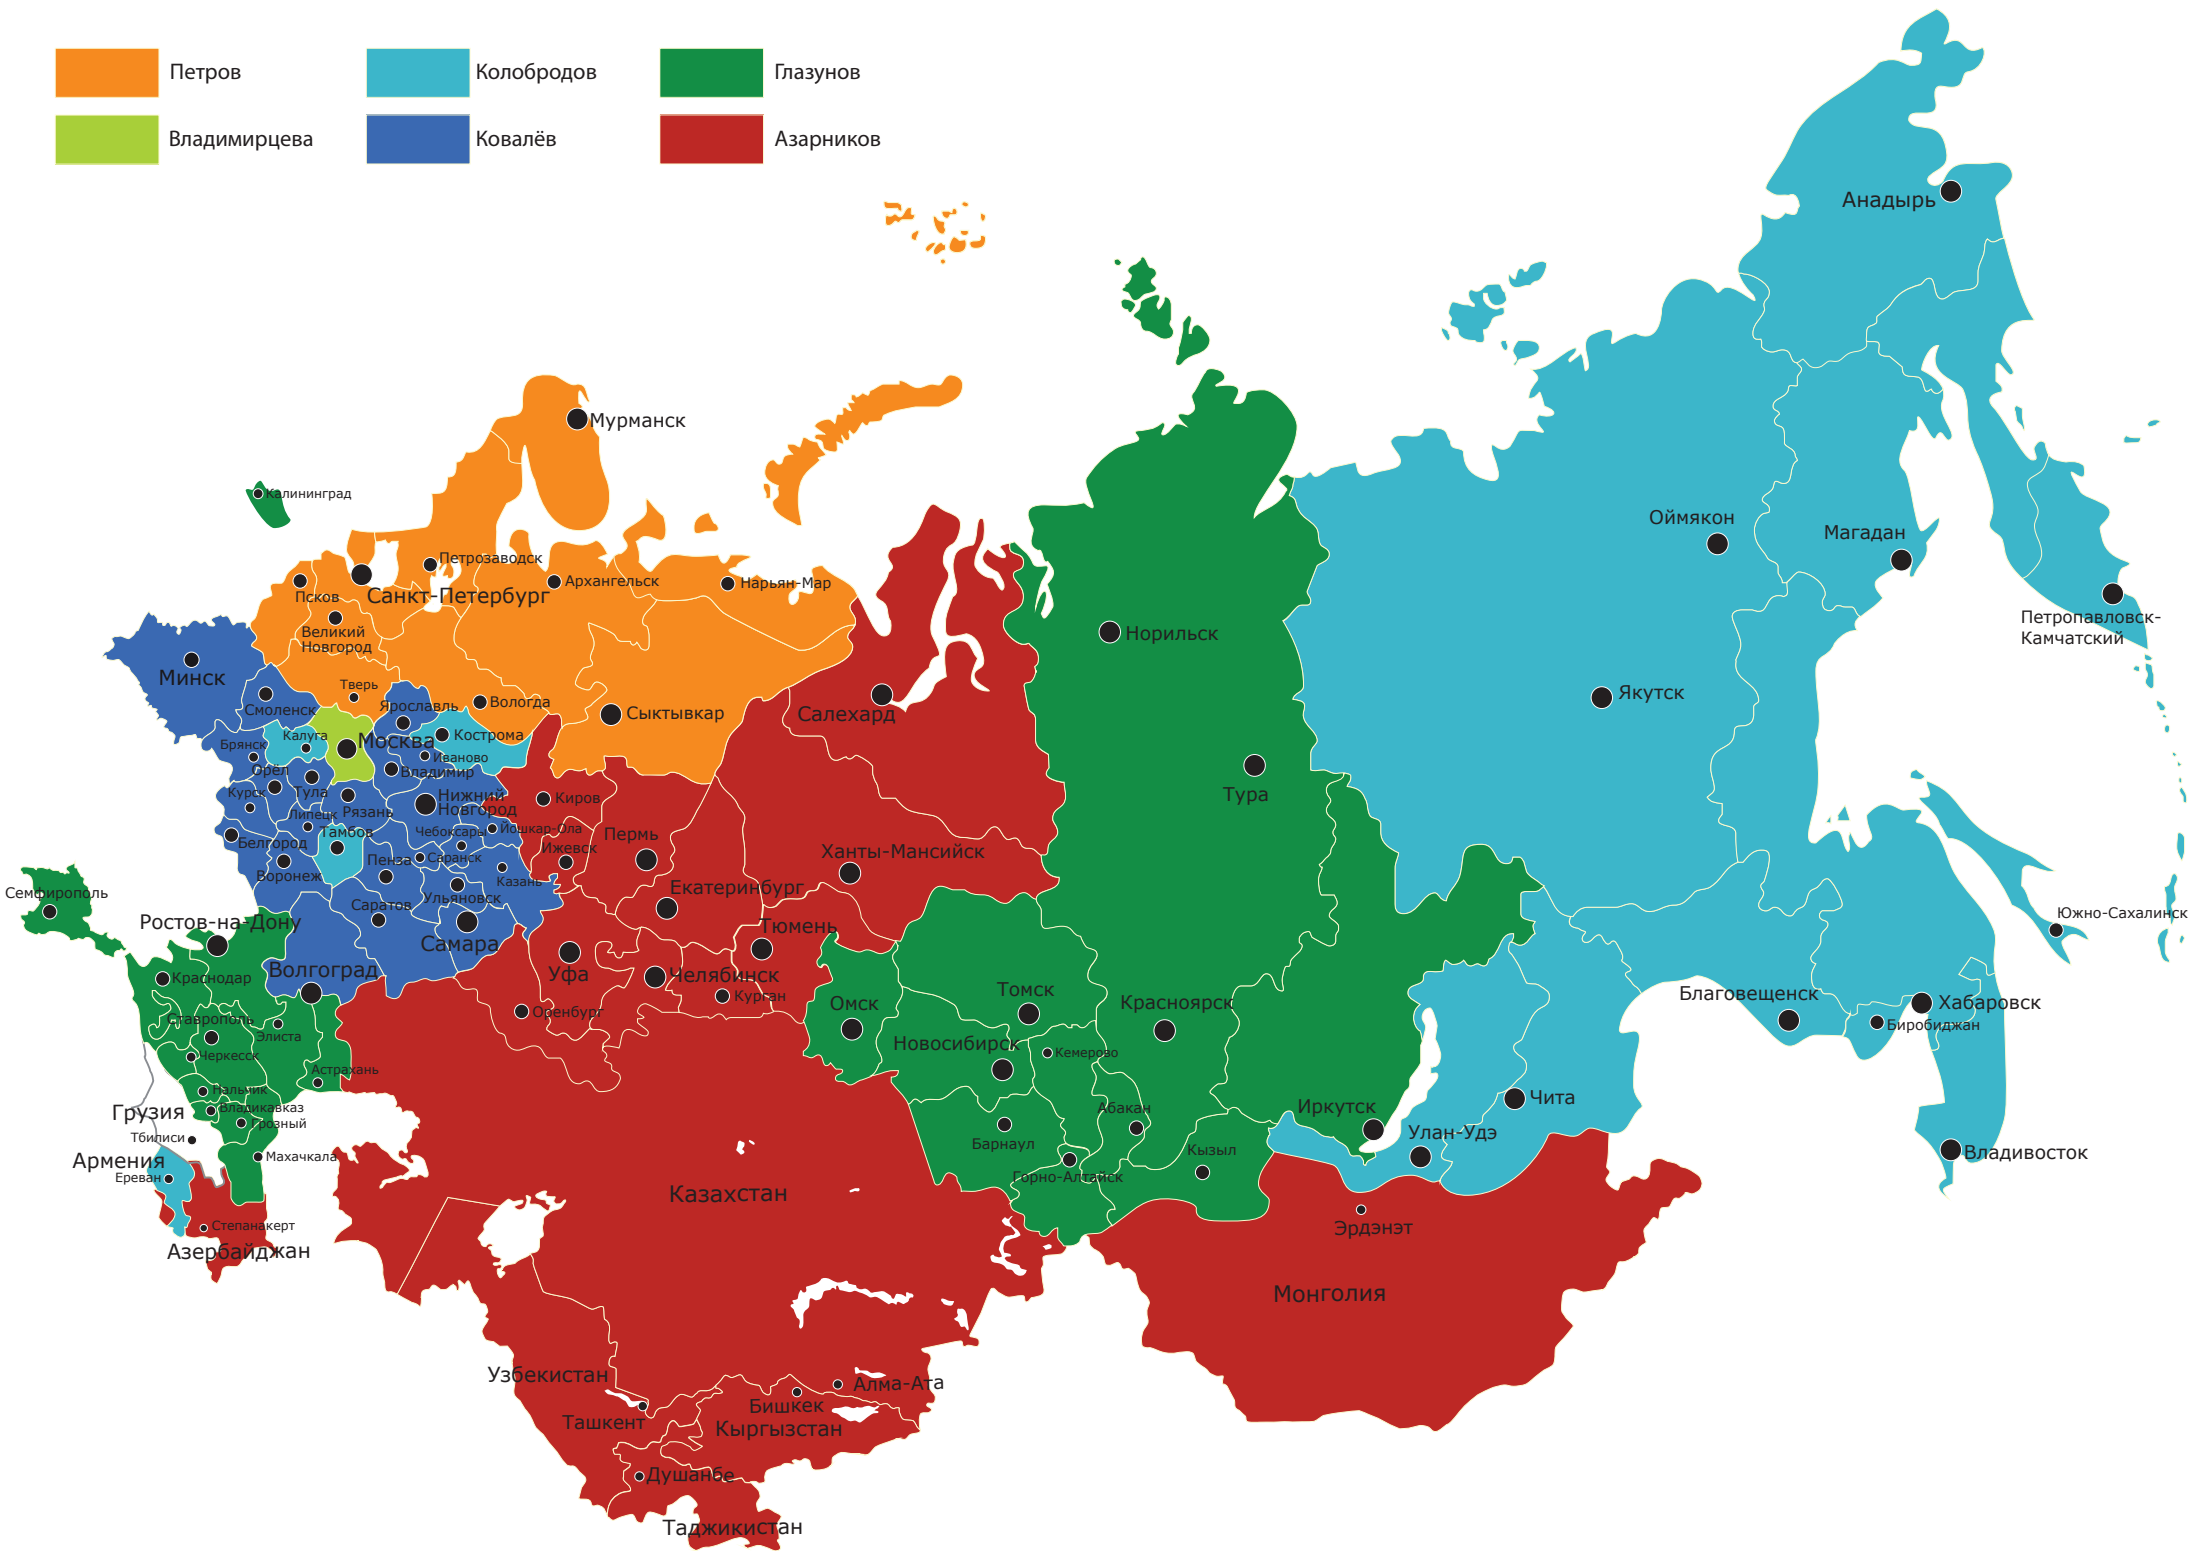 Петров
Колобродов
Глазунов
Владимирцева
Ковалёв
Азарников
Анадырь
Мурманск
Калининград
Оймякон
Магадан
Петрозаводск
Архангельск
Нарьян-Мар
Псков
Санкт-Петербург
Великий
Новгород
Норильск
Петропавловск-
Камчатский
Минск
Тверь
Смоленск
Ярославль
Вологда
Сыктывкар
Салехард
Якутск
Калуга
Москва
Кострома
Брянск
Иваново
Орёл
Владимир
Курск
Тула
Рязань
Нижний
Новгород
Киров
Тура
Липецк
Тамбов
Чебоксары
Йошкар-Ола
Пермь
Белгород
Ижевск
Ханты-Мансийск
Пенза
Саранск
Воронеж
Казань
Екатеринбург
Семфирополь
Саратов
Ульяновск
Ростов-на-Дону
Самара
Тюмень
Южно-Сахалинск
Волгоград
Уфа
Челябинск
Краснодар
Курган
Томск
Омск
Красноярск
Благовещенск
Хабаровск
Оренбург
Ставрополь
Элиста
Биробиджан
Новосибирск
Кемерово
Черкесск
Астрахань
Нальчик
Грузия
Владикавказ
Грозный
Абакан
Иркутск
Чита
Тбилиси
Барнаул
Улан-Удэ
Кызыл
Владивосток
Махачкала
Армения
Ереван
Горно-Алтайск
Казахстан
Степанакерт
Эрдэнэт
Азербайджан
Монголия
Узбекистан
Алма-Ата
Бишкек
Ташкент
Кыргызстан
Душанбе
Таджикистан